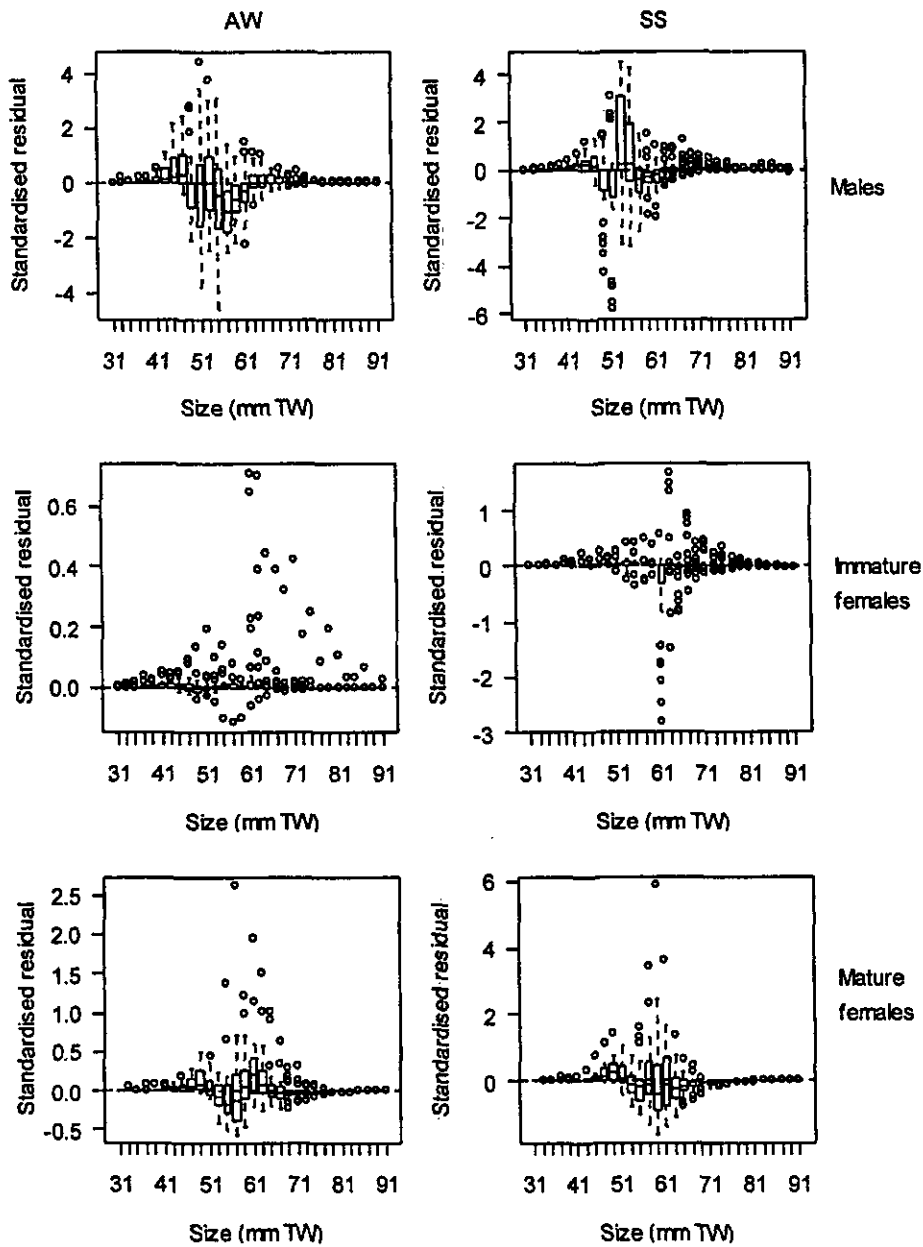 AW SS
Standardised residual
4
2
0
-2
-4
31 41 51 61 71 81 91
Size (mm TW)
Standardised residual
4
2
0
-2
-4
-6
31 41 51 61 71 81 91
Size (mm TW)
Males
Standardised residual
0.6
0.4
0.2
0.0
31 41 51 61 71 81 91
Size (mm TW)
Standardised.residual
1
0
-1
-2
-3
31 41 51 61 71 81 91
Size (mm TW)
Immature
females
Standardised residual
2.5
2.0
1.5
1.0
0.5
0.0
-0.5
31 41 51 61 71 81 91
Size (mm TW)
Standardised residual
6
4
2
0
31 41 51 61 71 81 91
Size (mm TW)
Mature
females